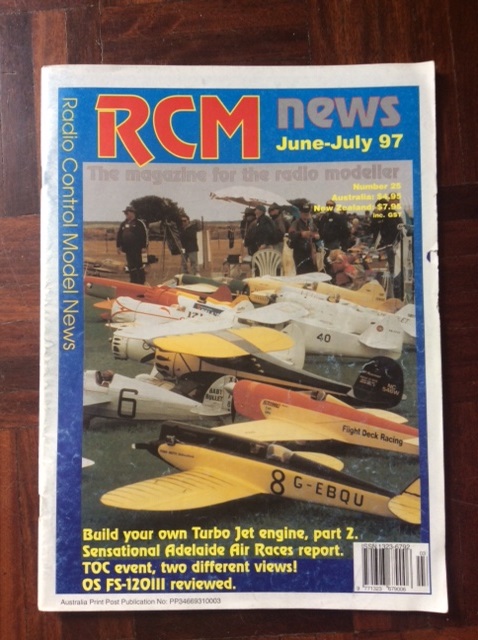 RCM news
June-July 97
The magazine for the radio modeller
Number 25
Australia: $4.95
New Zealand: $7.95
inc. GST
Radio Control Model News
40
6
BABY BULLET
Flight Deck Racing
8 G-EBQU
Build your own Turbo Jet engine, part 2.
Sensational Adelaide Air Races report.
TOC event, two different views!
OS FS-120III reviewed.
Australia Print Post Publication No: PP34669310003